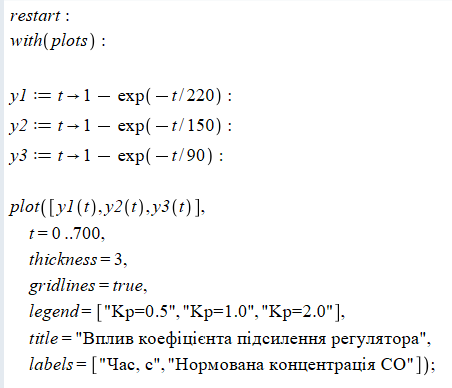 restart :
with(plots) :
y1 := t→1 − exp(−t/220) :
y2 := t→1 − exp(−t/150) :
y3 := t→1 − exp(−t/90) :
plot([y1(t),y2(t),y3(t)],
t=0 ..700,
thickness=3,
gridlines=true,
legend=["Kp=0.5","Kp=1.0","Kp=2.0"],
title="Вплив коефіцієнта підсилення регулятора",
labels=["Час, с","Нормована концентрація CO"]);